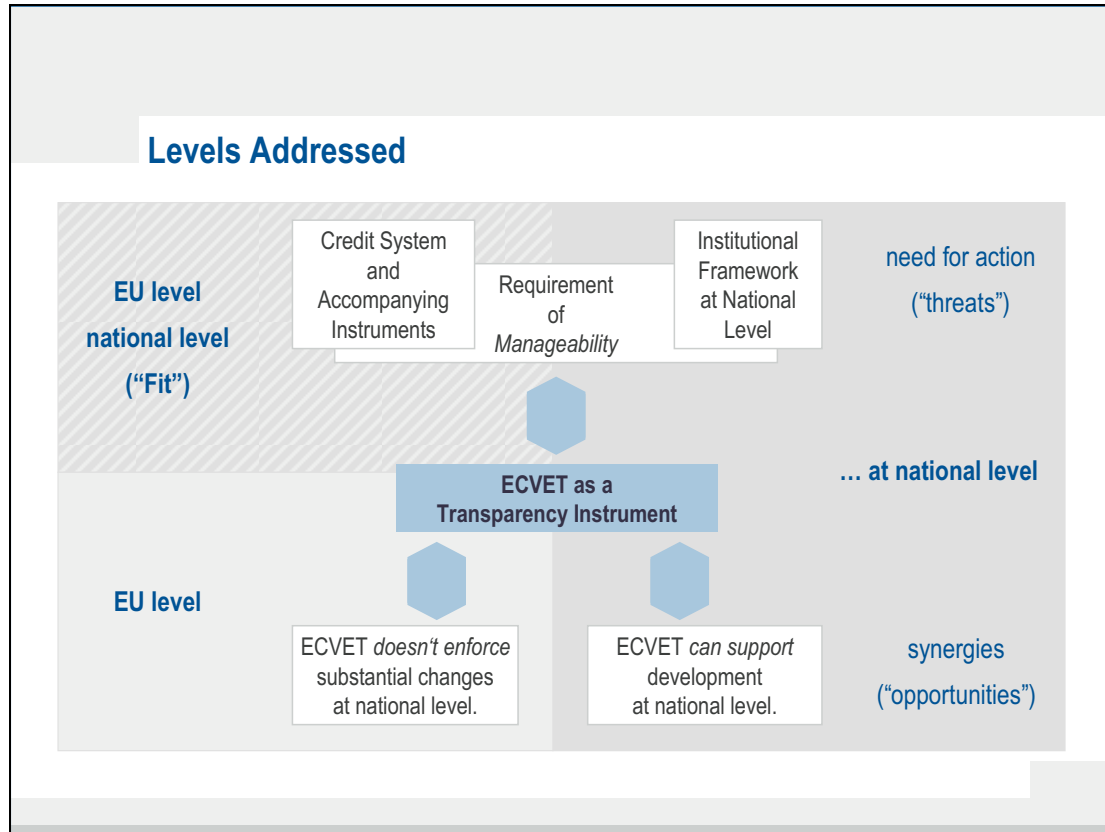 Levels Addressed
EU level
national level
(“Fit”)
Credit System
and
Accompanying
Instruments
Requirement
of
Manageability
Institutional
Framework
at National
Level
need for action
(“threats”)
ECVET as a
Transparency Instrument
… at national level
EU level
ECVET doesn‘t enforce
substantial changes
at national level.
ECVET can support
development
at national level.
synergies
(“opportunities”)